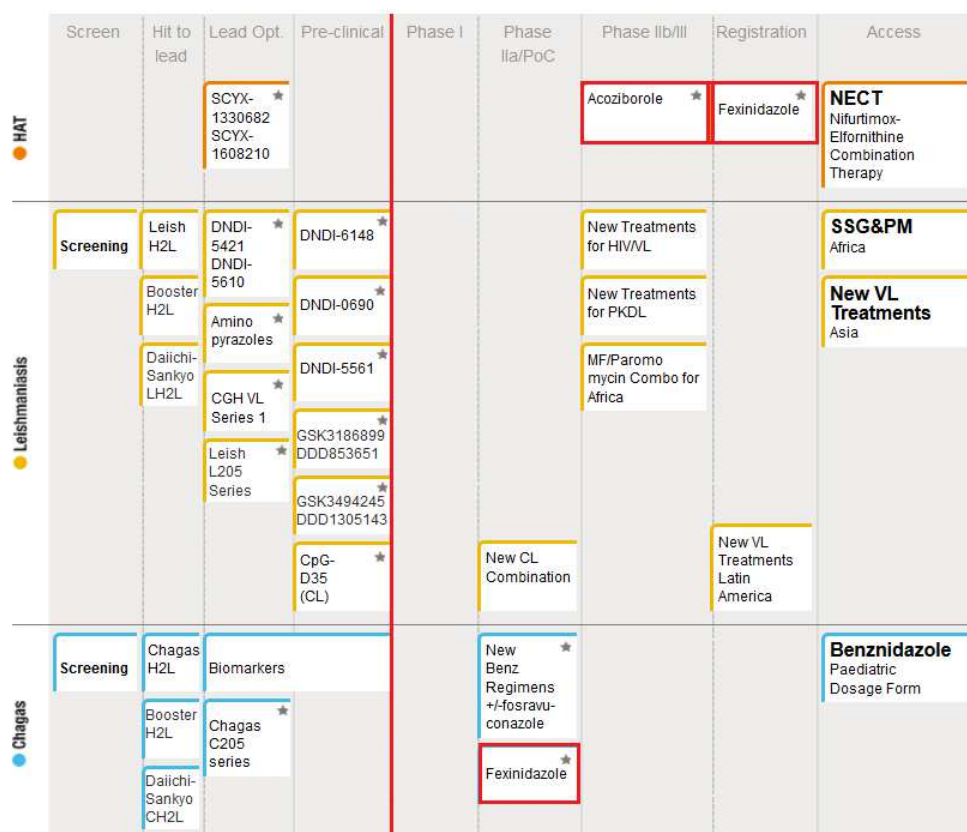 Screen
Hit to
lead
Lead Opt.
Pre-clinical
Phase I
Phase
IIa/PoC
Phase IIb/III
Registration
Access
HAT
SCYX-
1330682
SCYX-
1608210
Acoziborole
Fexinidazole
NECT
Nifurtimox-
Elfornithine
Combination
Therapy
Leishmaniasis
Screening
Leish
H2L
Booster
H2L
Daiichi-
Sankyo
LH2L
DNDI-
5421
DNDI-
5610
Amino
pyrazoles
CGH VL
Series 1
Leish
L205
Series
DNDI-6148
DNDI-0690
DNDI-5561
GSK3186899
DDD853651
GSK3494245
DDD1305143
CpG-
D35
(CL)
New CL
Combination
New Treatments
for HIV/VL
New Treatments
for PKDL
MF/Paromo
mycin Combo for
Africa
New VL
Treatments
Latin
America
SSG&PM
Africa
New VL
Treatments
Asia
Chagas
Screening
Chagas
H2L
Booster
H2L
Daiichi-
Sankyo
CH2L
Biomarkers
Chagas
C205
series
New
Benz
Regimens
+/-fosravu-
conazole
Fexinidazole
Benznidazole
Paediatric
Dosage Form